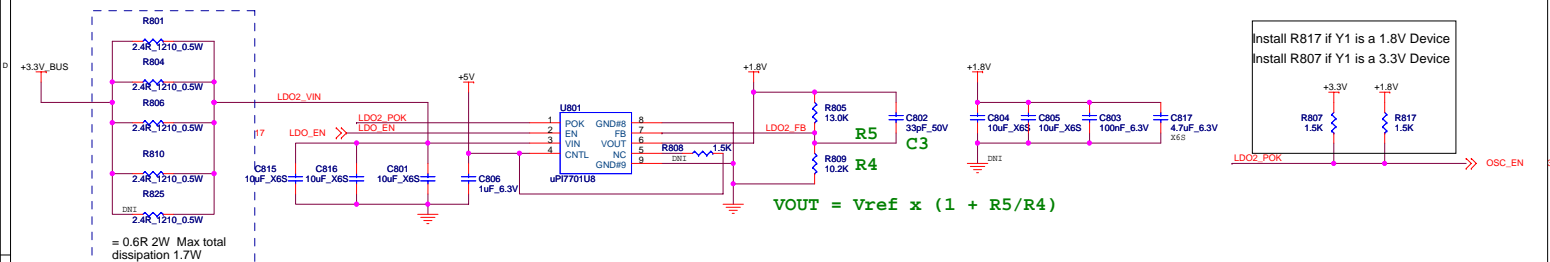 D
+3.3V_BUS
R801
2.4R_1210_0.5W
R804
2.4R_1210_0.5W
R806
2.4R_1210_0.5W
R810
2.4R_1210_0.5W
R825
DNI
2.4R_1210_0.5W
= 0.6R 2W Max total
dissipation 1.7W
LDO2_VIN
17
LDO_EN
LDO2_POK
LDO_EN
C815
10uF_X6S
C816
10uF_X6S
C801
10uF_X6S
+5V
C806
1uF_6.3V
U801
1 POK GND#8 8
2 EN FB 7
3 VIN VOUT 6
4 CNTL NC 5
GND#9 9
uPI7701U8
R808
1.5K
DNI
LDO2_FB
+1.8V
R805
13.0K
R5
C802
33pF_50V
C3
R809
10.2K
R4
VOUT = Vref x (1 + R5/R4)
+1.8V
C804
10uF_X6S
C805
10uF_X6S
C803
100nF_6.3V
C817
4.7uF_6.3V
X6S
DNI
Install R817 if Y1 is a 1.8V Device
Install R807 if Y1 is a 3.3V Device
+3.3V
+1.8V
R807
1.5K
R817
1.5K
LDO2_POK
OSC_EN